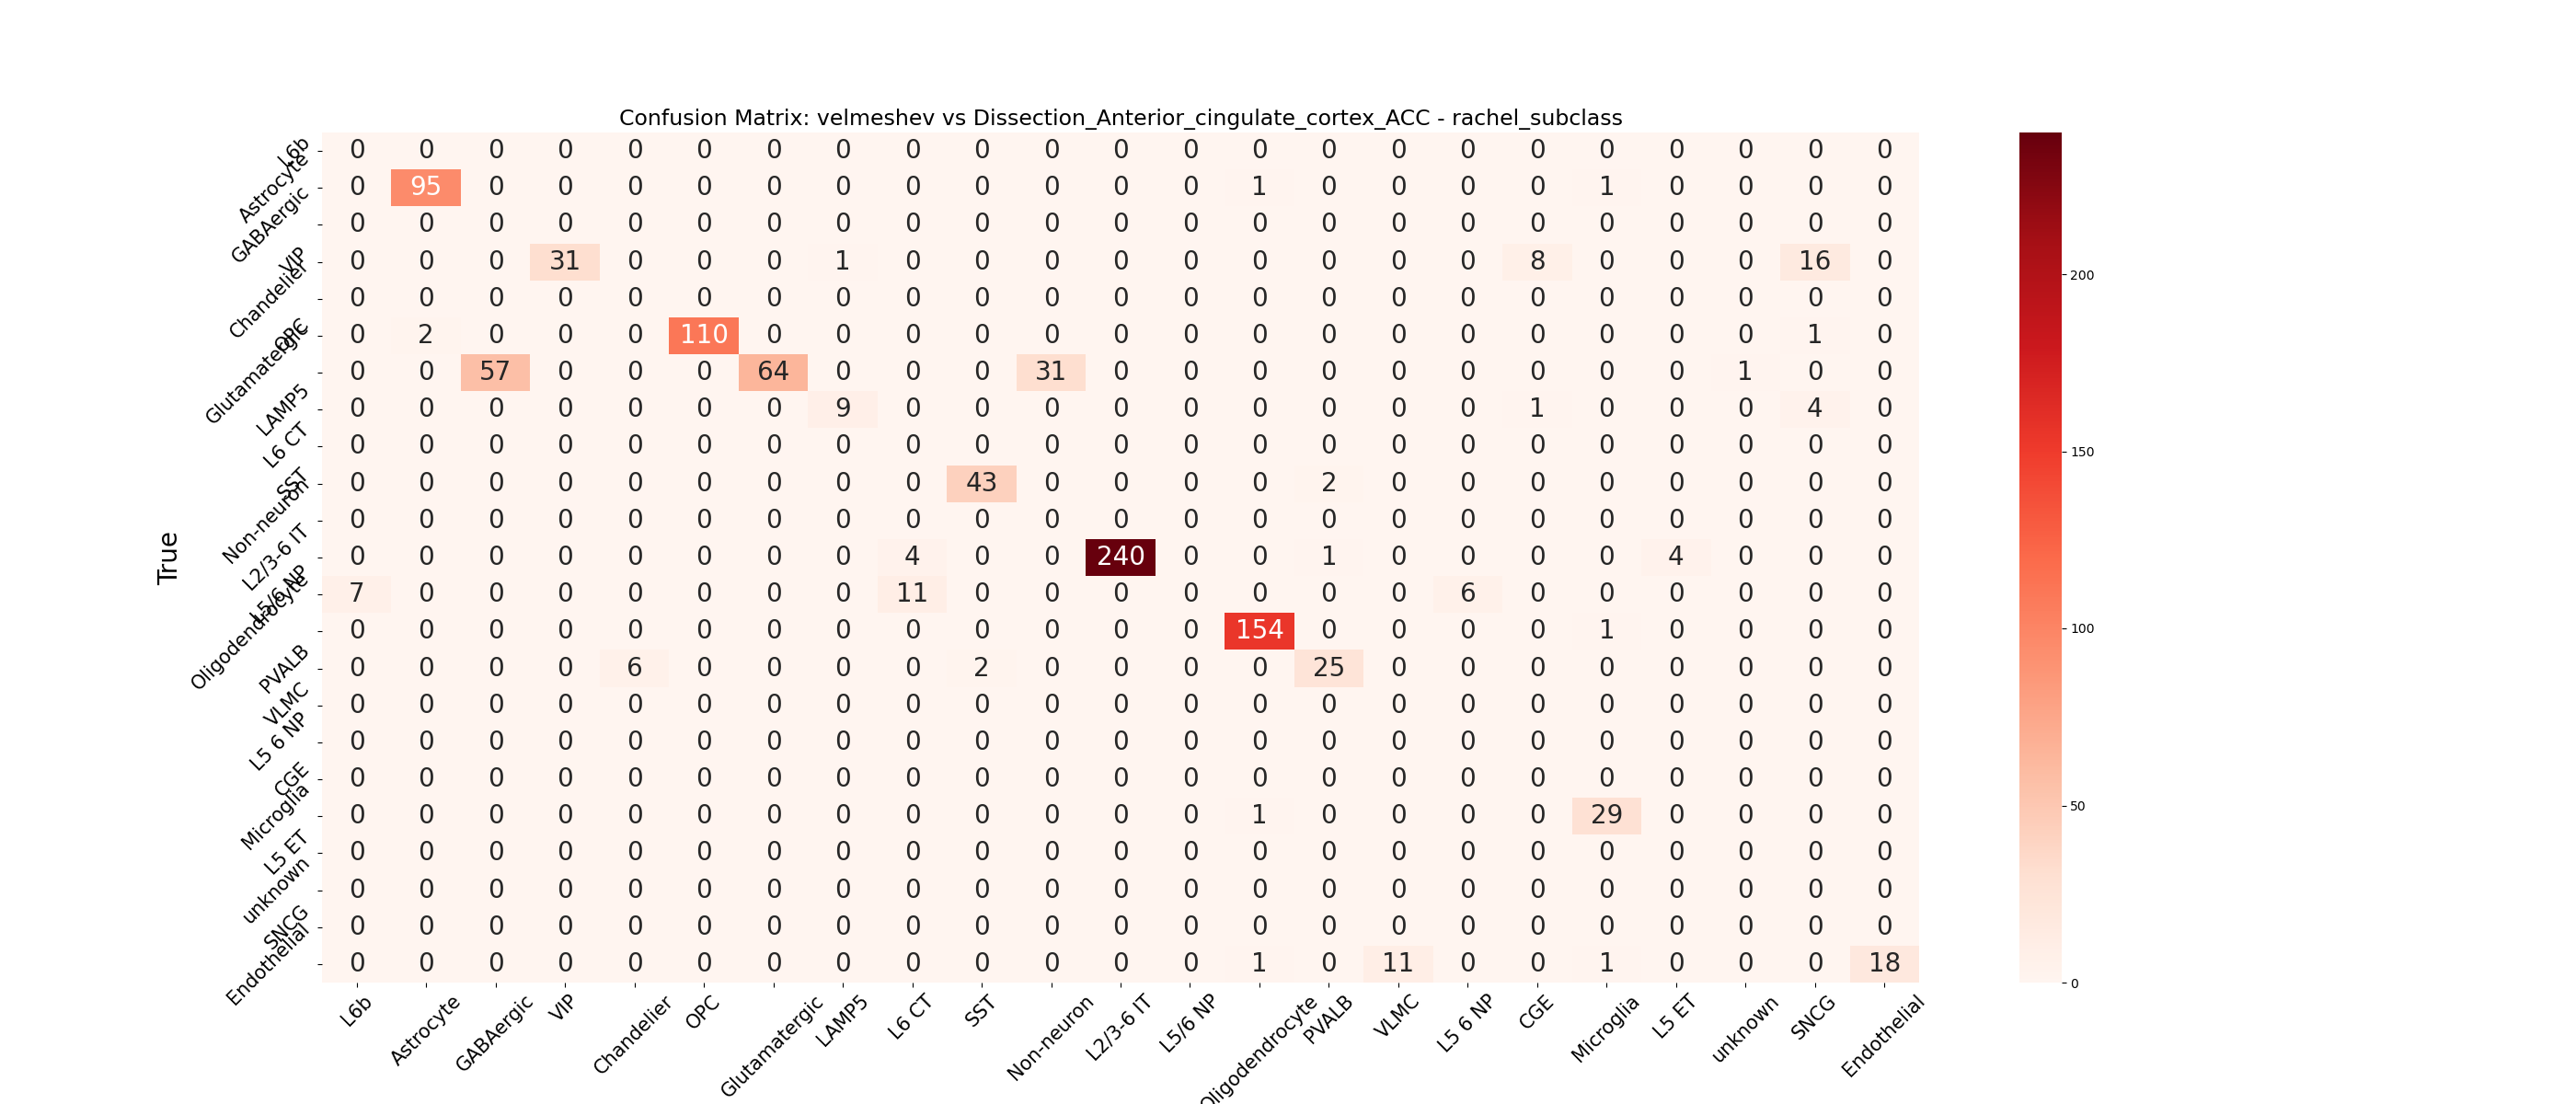 Confusion Matrix: velmeshev vs Dissection_Anterior_cingulate_cortex_ACC - rachel_subclass
True
L6b 0 0 0 0 0 0 0 0 0 0 0 0 0 0 0 0 0 0 0 0 0 0 0
Astrocyte 0 95 0 0 0 0 0 0 0 0 0 0 0 1 0 0 0 0 1 0 0 0 0
GABAergic 0 0 0 0 0 0 0 0 0 0 0 0 0 0 0 0 0 0 0 0 0 0 0
VIP 0 0 0 31 0 0 0 1 0 0 0 0 0 0 0 0 0 8 0 0 0 16 0
Chandelier 0 0 0 0 0 0 0 0 0 0 0 0 0 0 0 0 0 0 0 0 0 0 0
OPC 0 2 0 0 0 110 0 0 0 0 0 0 0 0 0 0 0 0 0 0 0 1 0
Glutamatergic 0 0 57 0 0 0 64 0 0 0 31 0 0 0 0 0 0 0 0 0 1 0 0
LAMP5 0 0 0 0 0 0 0 9 0 0 0 0 0 0 0 0 0 1 0 0 0 4 0
L6 CT 0 0 0 0 0 0 0 0 0 0 0 0 0 0 0 0 0 0 0 0 0 0 0
SST 0 0 0 0 0 0 0 0 0 43 0 0 0 0 2 0 0 0 0 0 0 0 0
Non-neuron 0 0 0 0 0 0 0 0 0 0 0 0 0 0 0 0 0 0 0 0 0 0 0
L2/3-6 IT 0 0 0 0 0 0 0 0 4 0 0 240 0 0 1 0 0 0 0 4 0 0 0
L5/6 NP 7 0 0 0 0 0 0 0 11 0 0 0 0 0 0 0 6 0 0 0 0 0 0
Oligodendrocyte 0 0 0 0 0 0 0 0 0 0 0 0 0 154 0 0 0 0 1 0 0 0 0
PVALB 0 0 0 0 6 0 0 0 0 2 0 0 0 0 25 0 0 0 0 0 0 0 0
VLMC 0 0 0 0 0 0 0 0 0 0 0 0 0 0 0 0 0 0 0 0 0 0 0
L5 6 NP 0 0 0 0 0 0 0 0 0 0 0 0 0 0 0 0 0 0 0 0 0 0 0
CGE 0 0 0 0 0 0 0 0 0 0 0 0 0 0 0 0 0 0 0 0 0 0 0
Microglia 0 0 0 0 0 0 0 0 0 0 0 0 0 1 0 0 0 0 29 0 0 0 0
L5 ET 0 0 0 0 0 0 0 0 0 0 0 0 0 0 0 0 0 0 0 0 0 0 0
unknown 0 0 0 0 0 0 0 0 0 0 0 0 0 0 0 0 0 0 0 0 0 0 0
SNCG 0 0 0 0 0 0 0 0 0 0 0 0 0 0 0 0 0 0 0 0 0 0 0
Endothelial 0 0 0 0 0 0 0 0 0 0 0 0 0 1 0 11 0 0 1 0 0 0 18
L6b Astrocyte GABAergic VIP Chandelier OPC Glutamatergic LAMP5 L6 CT SST Non-neuron L2/3-6 IT L5/6 NP Oligodendrocyte PVALB VLMC L5 6 NP CGE Microglia L5 ET unknown SNCG Endothelial
200
150
100
50
0